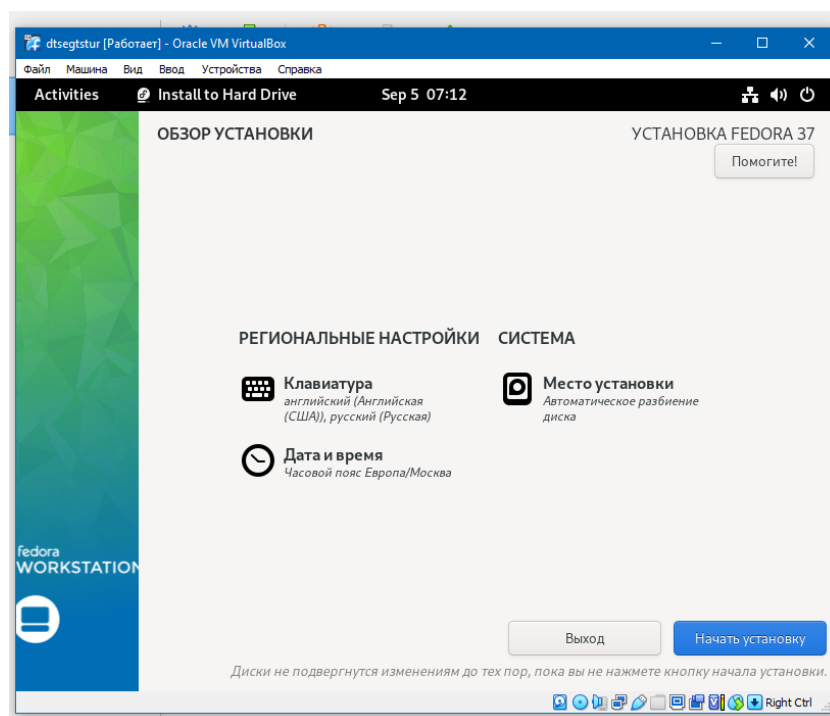 dtsegtstur [Работает] - Oracle VM VirtualBox
Файл Машина Вид Ввод Устройства Справка
Activities Install to Hard Drive Sep 5 07:12
ОБЗОР УСТАНОВКИ
УСТАНОВКА FEDORA 37
Помогите!
РЕГИОНАЛЬНЫЕ НАСТРОЙКИ
Клавиатура
английский (Английская
(США)), русский (Русская)
Дата и время
Часовой пояс Европа/Москва
СИСТЕМА
Место установки
Автоматическое разбиение
диска
fedora
WORKSTATION
Выход
Начать установку
Диски не подвергнутся изменениям до тех пор, пока вы не нажмете кнопку начала установки.
Right Ctrl